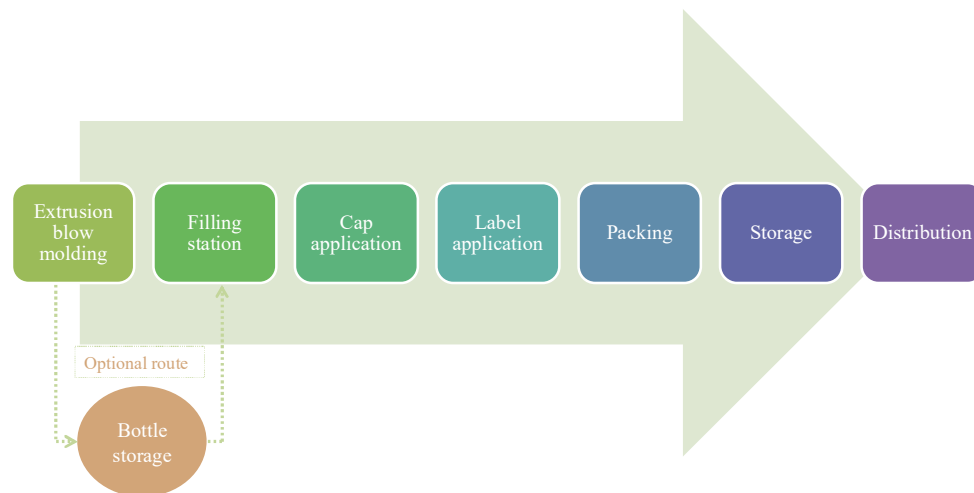 Extrusion
blow
molding
Filling
station
Cap
application
Label
application
Packing
Storage
Distribution
Optional route
Bottle
storage